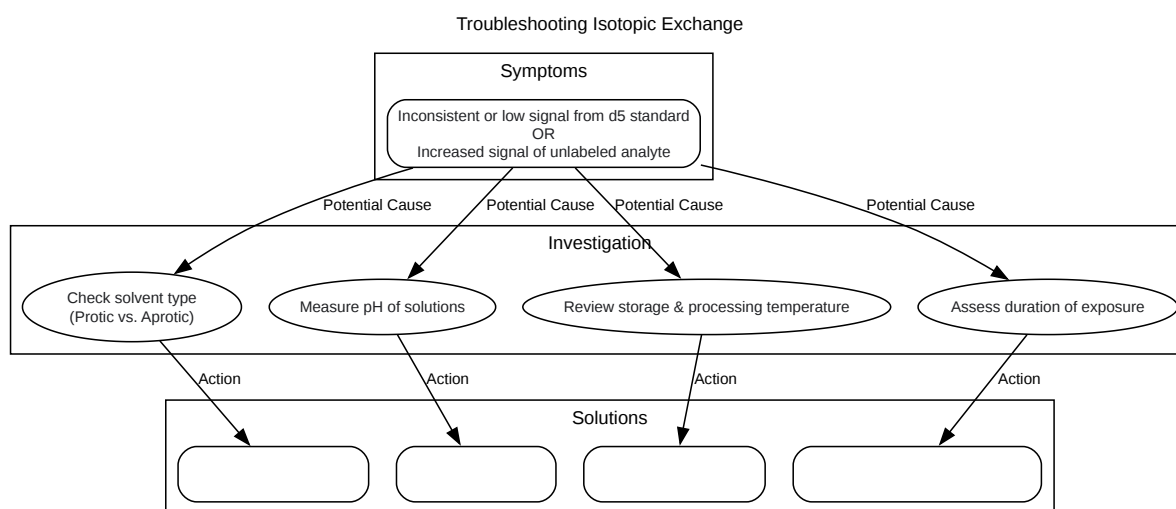 Troubleshooting Isotopic Exchange
Symptoms
Inconsistent or low signal from d5 standard
OR
Increased signal of unlabeled analyte
Potential Cause
Potential Cause
Potential Cause
Potential Cause
Investigation
Check solvent type
(Protic vs. Aprotic)
Measure pH of solutions
Review storage & processing temperature
Assess duration of exposure
Action
Action
Action
Action
Solutions